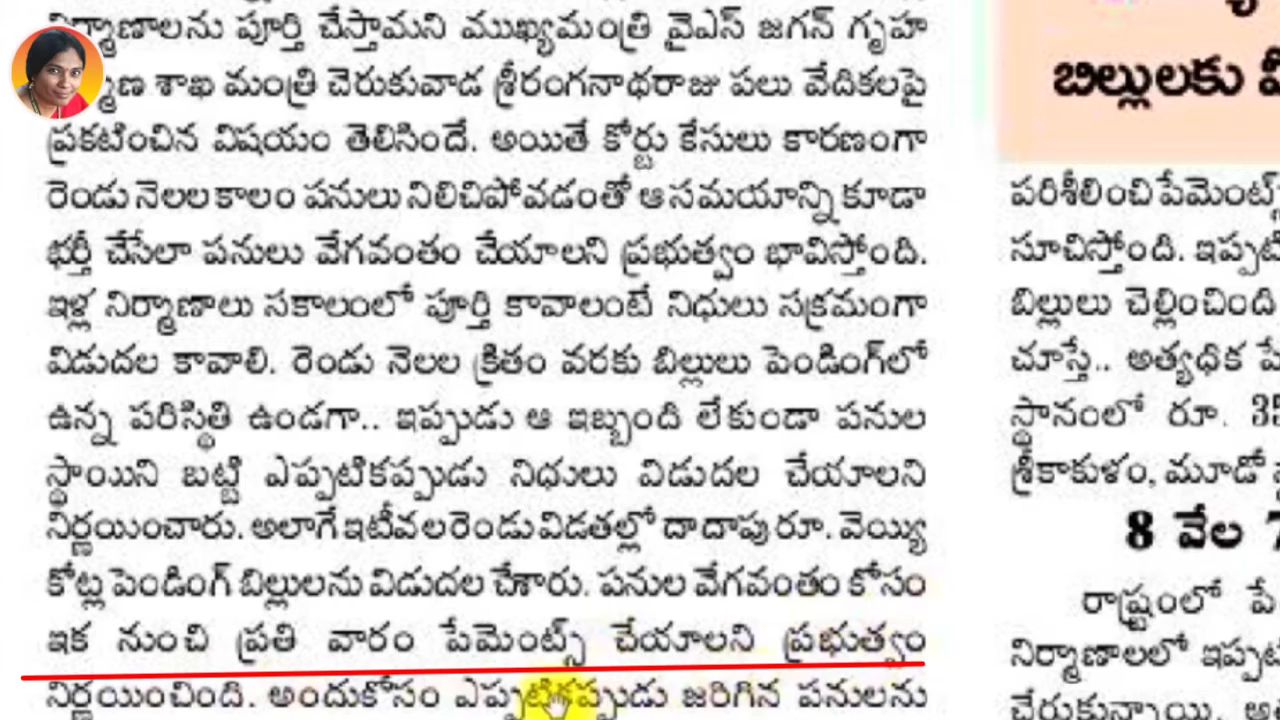 నిర్మాణాలను పూర్తి చేస్తామని ముఖ్యమంత్రి వైఎస్ జగన్ గృహ
శాఖ మంత్రి చెరుకువాడ శ్రీరంగనాథరాజు పలు వేదికలపై
ప్రకటించిన విషయం తెలిసిందే. అయితే కోర్టు కేసులు కారణంగా
రెండు నెలల కాలం పనులు నిలిచిపోవడంతో ఆ సమయాన్ని కూడా
భర్తీ చేసేలా పనులు వేగవంతం చేయాలని ప్రభుత్వం భావిస్తోంది.
ఇళ్ల నిర్మాణాలు సకాలంలో పూర్తి కావాలంటే నిధులు సక్రమంగా
విడుదల కావాలి. రెండు నెలల క్రితం వరకు బిల్లులు పెండింగ్‌లో
ఉన్న పరిస్థితి ఉండగా.. ఇప్పుడు ఆ ఇబ్బంది లేకుండా పనుల
స్థాయిని బట్టి ఎప్పటికప్పుడు నిధులు విడుదల చేయాలని
నిర్ణయించారు. అలాగే ఇటీవల రెండు విడతల్లో దాదాపు రూ. వెయ్యి
కోట్ల పెండింగ్ బిల్లులను విడుదల చేశారు. పనుల వేగవంతం కోసం
ఇక నుంచి ప్రతి వారం పేమెంట్స్ చేయాలని ప్రభుత్వం
నిర్ణయించింది. అందుకోసం ఎప్పటికప్పుడు జరిగిన పనులను
బిల్లులకు
పరిశీలించి పేమెంట్
సూచిస్తోంది. ఇప్పటి
బిల్లులు చెల్లించింది
చూస్తే.. అత్యధిక
స్థానంలో రూ. 35
శ్రీకాకుళం, మూడో
8 వేల
రాష్ట్రంలో పే
నిర్మాణాలలో ఇప్పట
చేరుకున్నాయి.